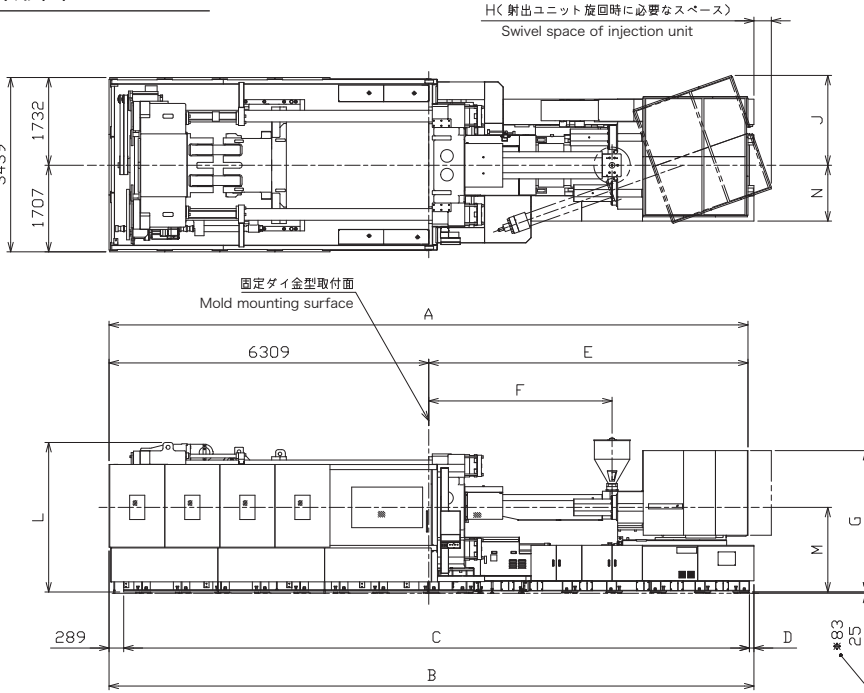 H(射出ユニット旋回時に必要なスペース)
Swivel space of injection unit
1732
1707
J
N
固定ダイ金型取付面
Mold mounting surface
A
6309
E
F
L
G
M
289
C
D
※83
25
B